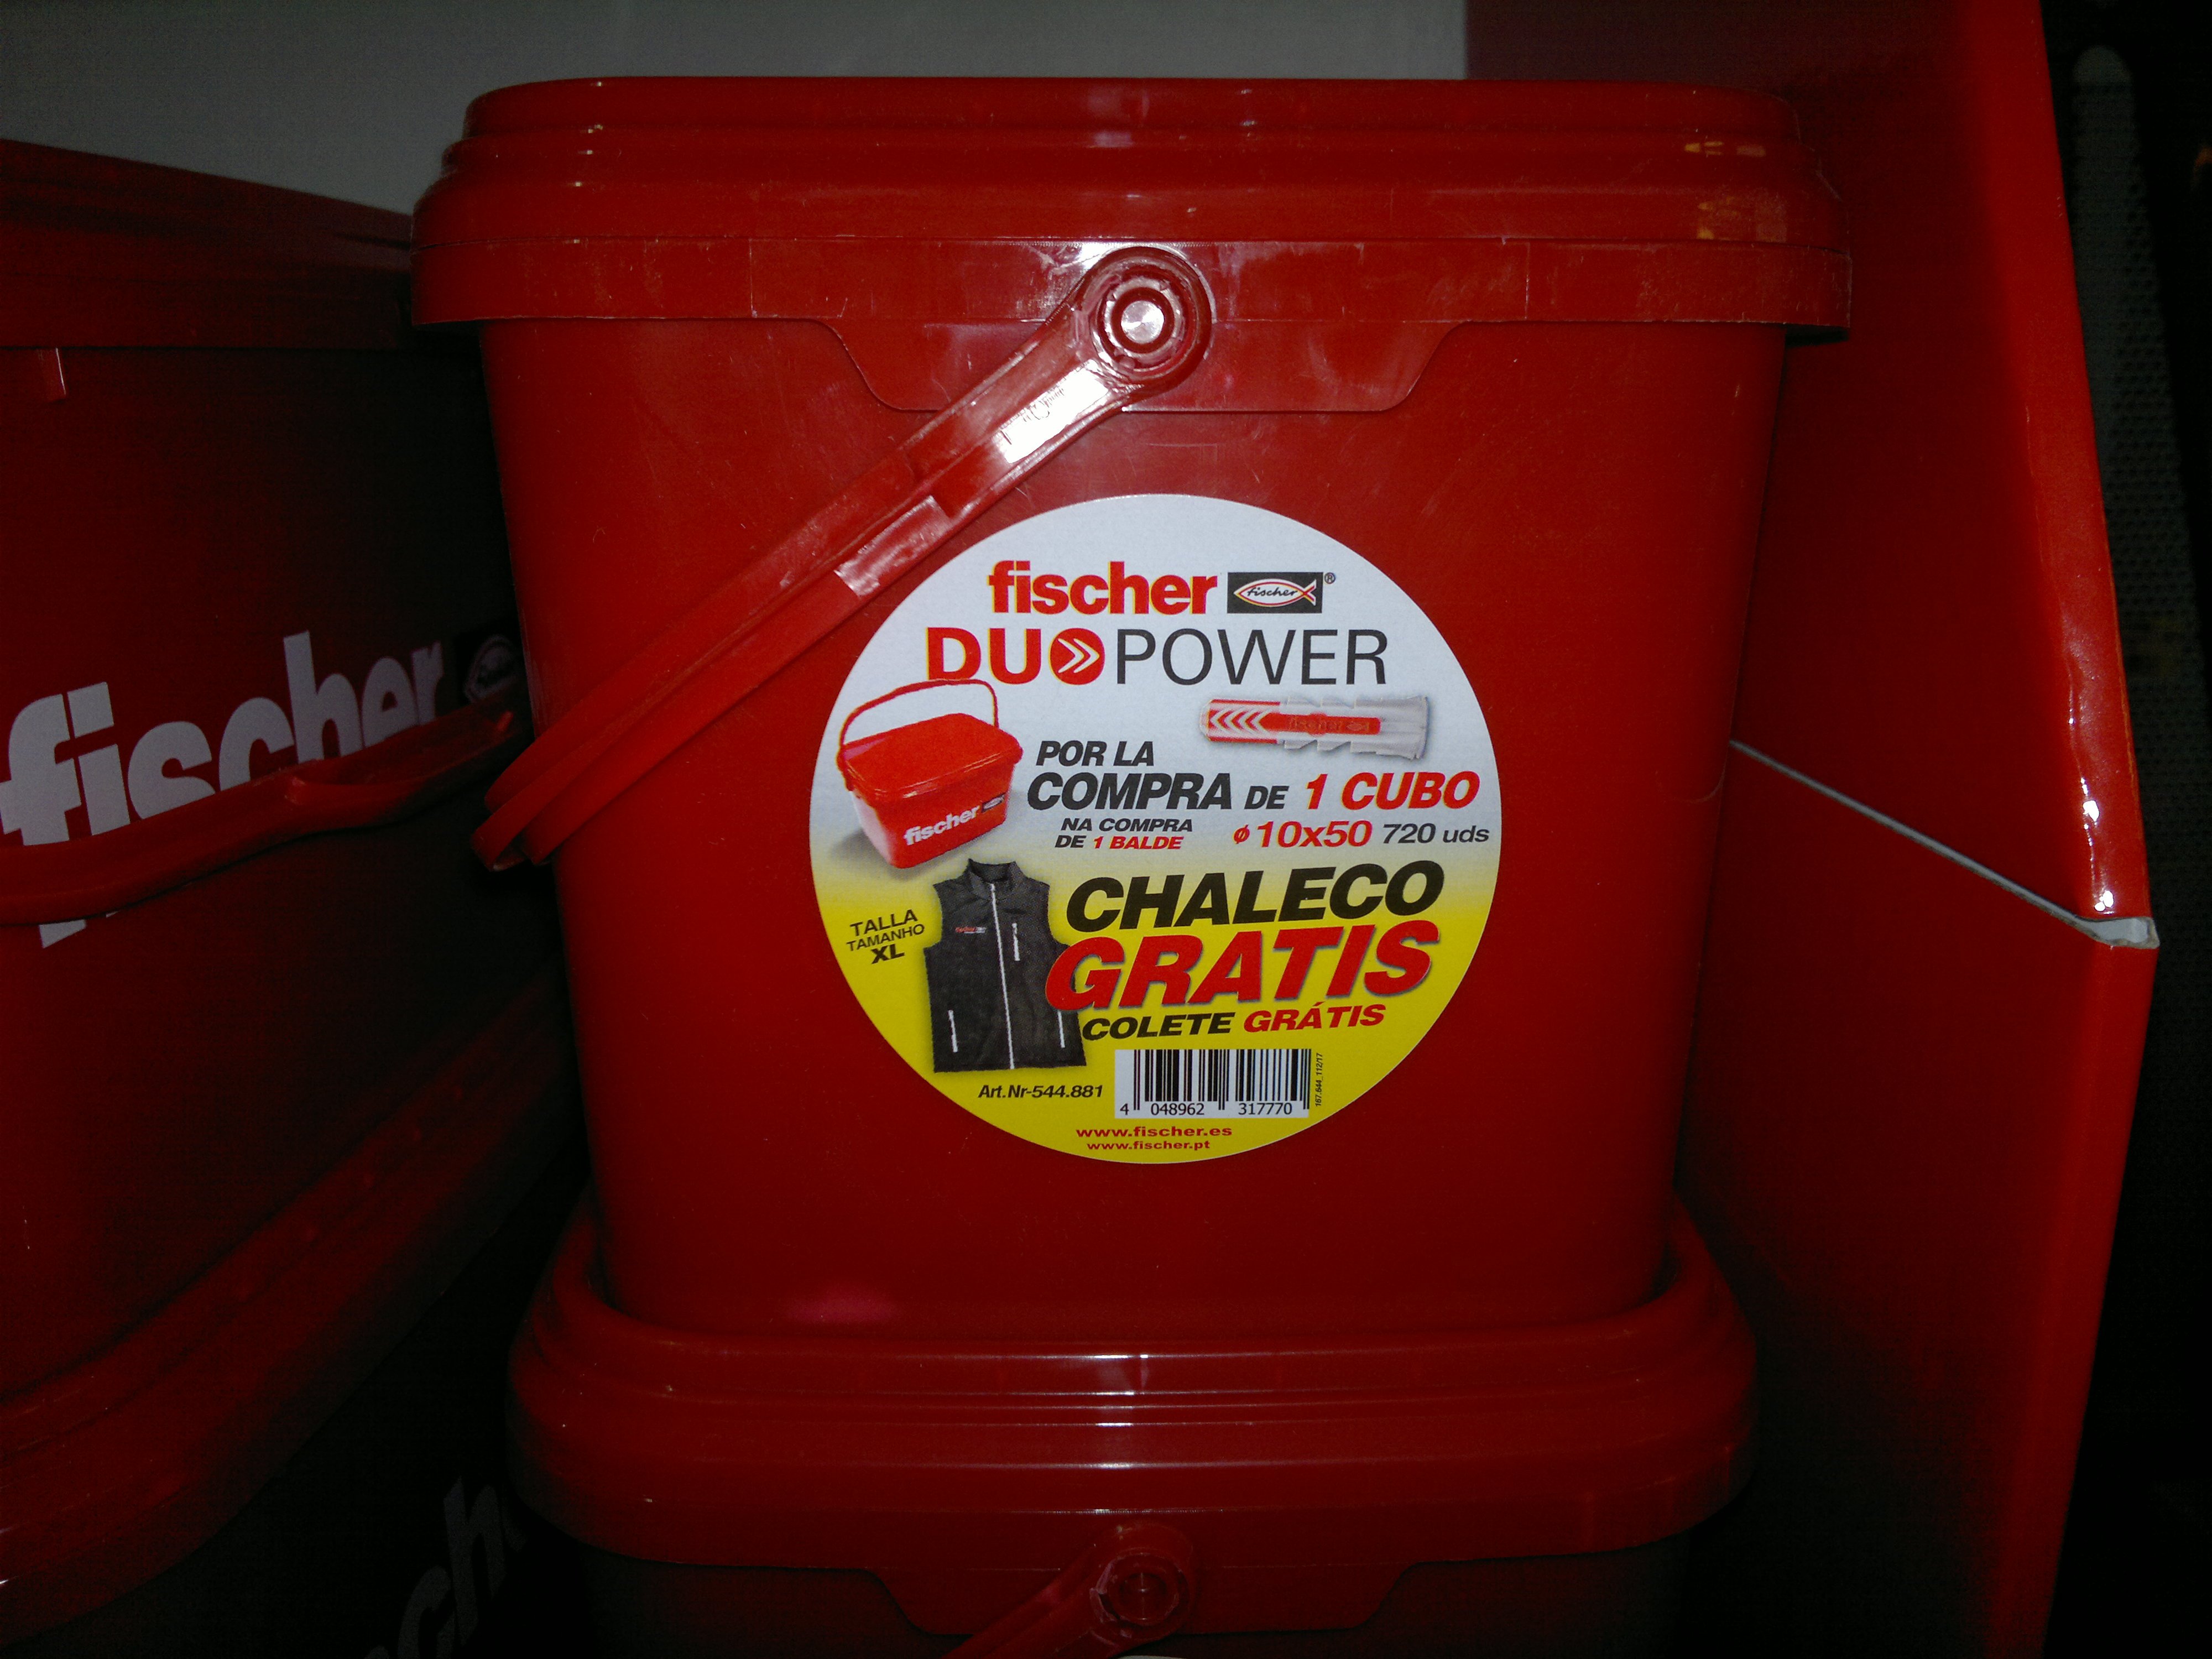 fischer fischer®
DUOPOWER
POR LA
COMPRA DE 1 CUBO
NA COMPRA
DE 1 BALDE
ø 10x50 720 uds
fischer
CHALECO
GRATIS
COLETE GRÁTIS
TALLA
TAMANHO
XL
Art.Nr-544.881
4 048962 317770
www.fischer.es
www.fischer.pt
fischer
fischer